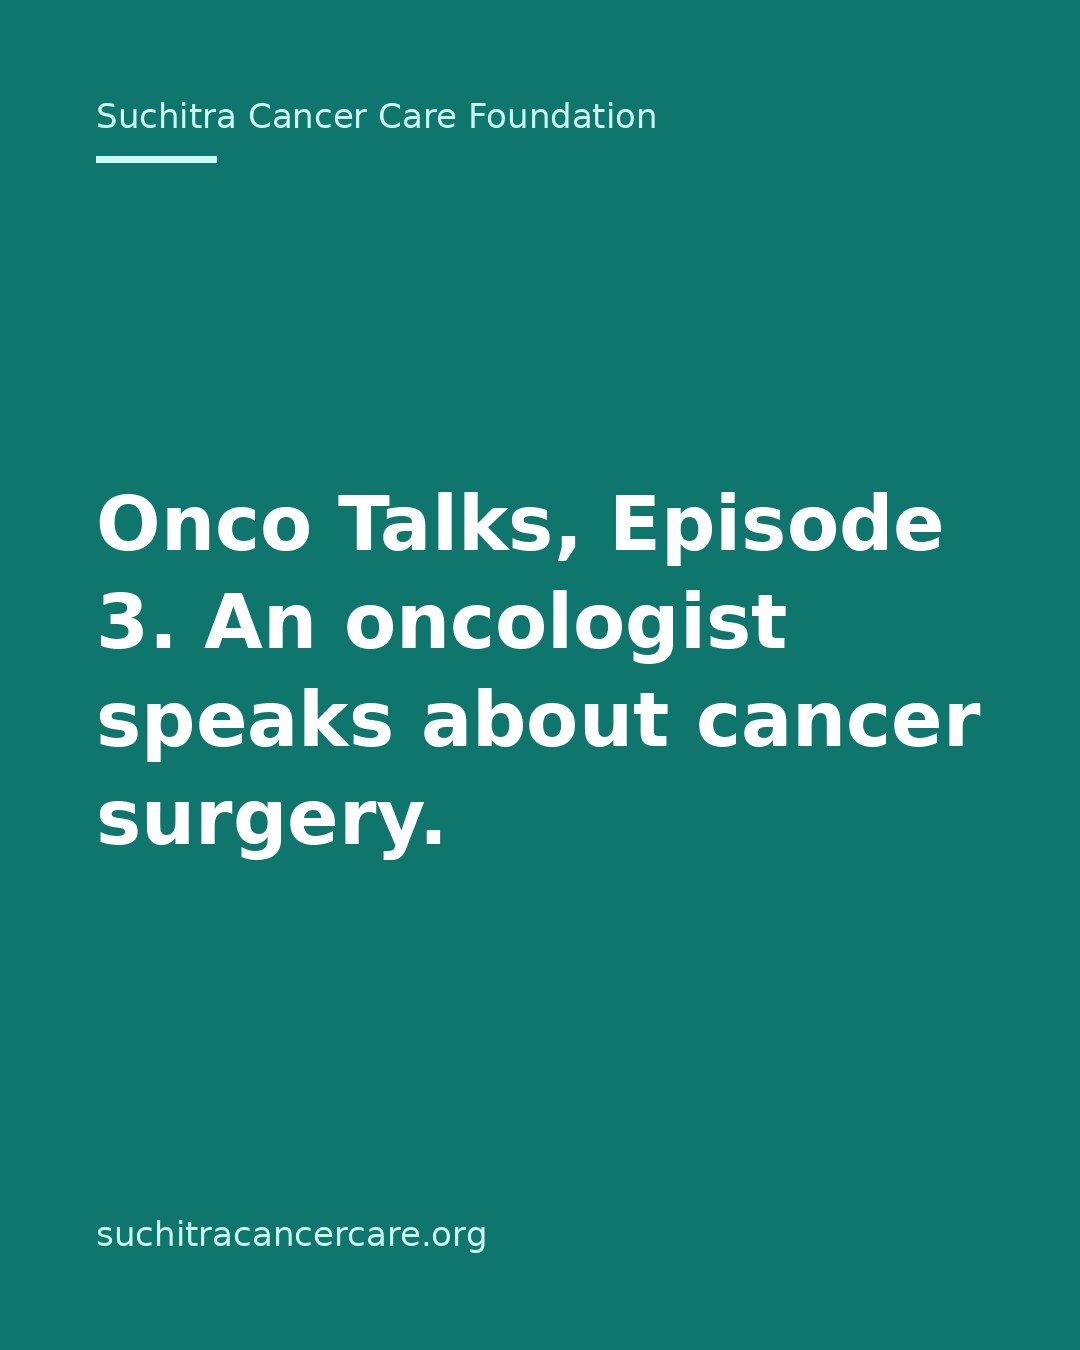 Suchitra Cancer Care Foundation
Onco Talks, Episode
3. An oncologist
speaks about cancer
surgery.
suchitracancercare.org